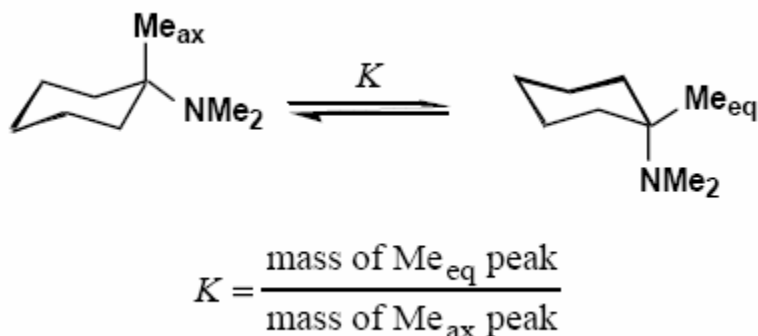 Me_ax
K
NMe_2
Me_eq
NMe_2
K = mass of Me_eq peak / mass of Me_ax peak